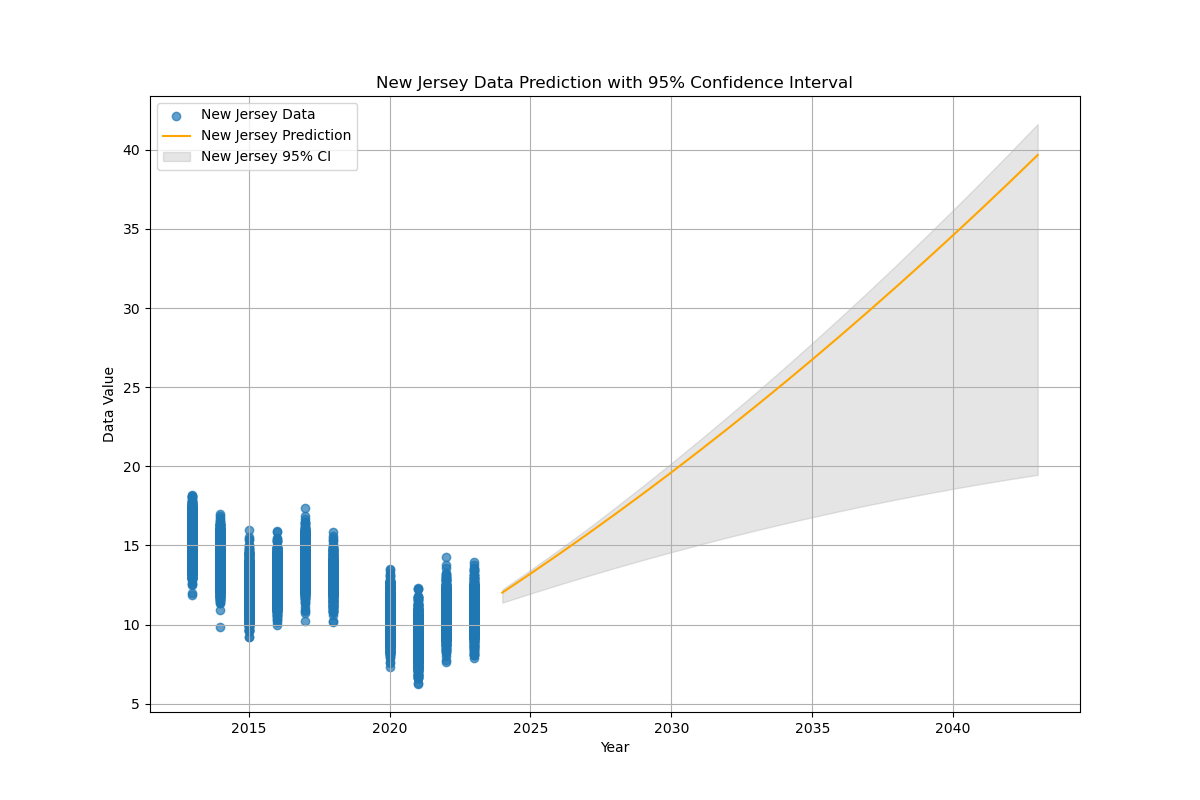 New Jersey Data Prediction with 95% Confidence Interval
New Jersey Data
New Jersey Prediction
New Jersey 95% CI
40
35
30
25
20
15
10
5
Data Value
2015 2020 2025 2030 2035 2040
Year